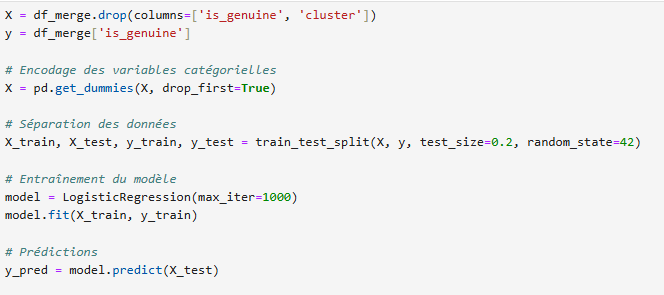 X = df_merge.drop(columns=['is_genuine', 'cluster'])
y = df_merge['is_genuine']
# Encodage des variables catégorielles
X = pd.get_dummies(X, drop_first=True)
# Séparation des données
X_train, X_test, y_train, y_test = train_test_split(X, y, test_size=0.2, random_state=42)
# Entraînement du modèle
model = LogisticRegression(max_iter=1000)
model.fit(X_train, y_train)
# Prédictions
y_pred = model.predict(X_test)